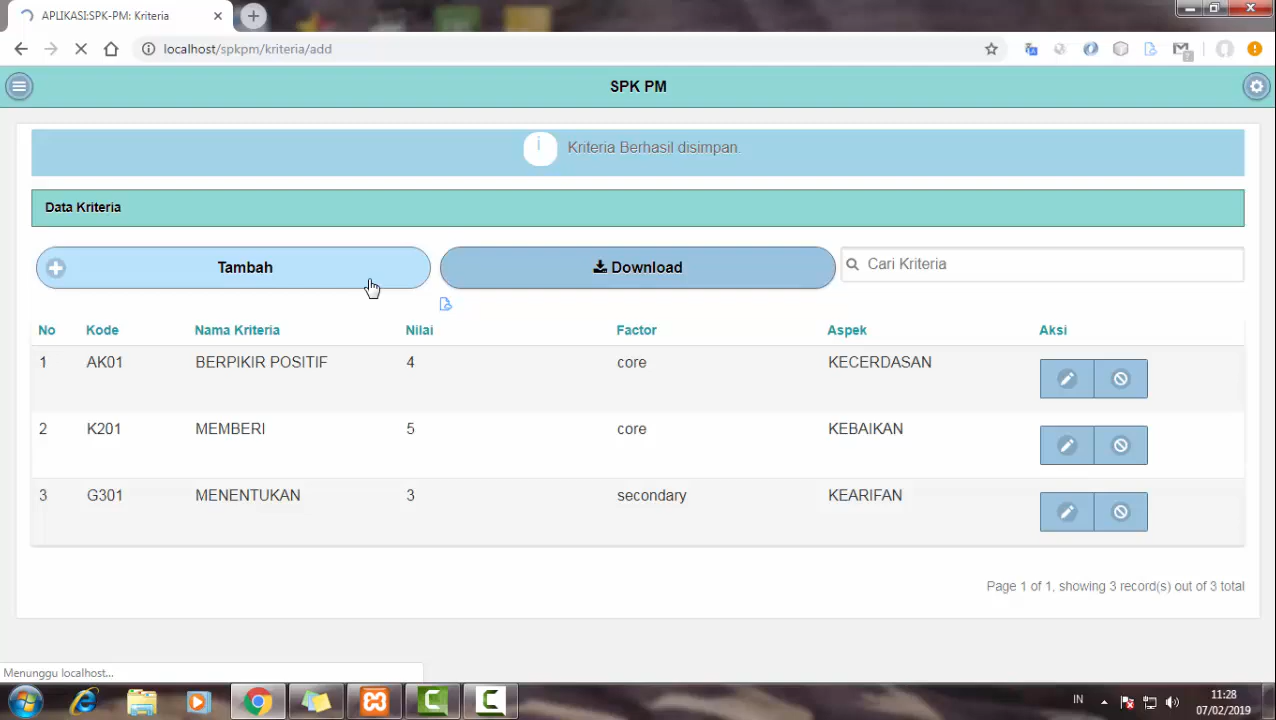 APLIKASI:SPK-PM: Kriteria
localhost/spkpm/kriteria/add
SPK PM
Kriteria Berhasil disimpan.
Data Kriteria
Tambah
Download
Cari Kriteria
No Kode Nama Kriteria Nilai Factor Aspek Aksi
1 AK01 BERPIKIR POSITIF 4 core KECERDASAN
2 K201 MEMBERI 5 core KEBAIKAN
3 G301 MENENTUKAN 3 secondary KEARIFAN
Page 1 of 1, showing 3 record(s) out of 3 total
Menunggu localhost...
IN
11:28
07/02/2019